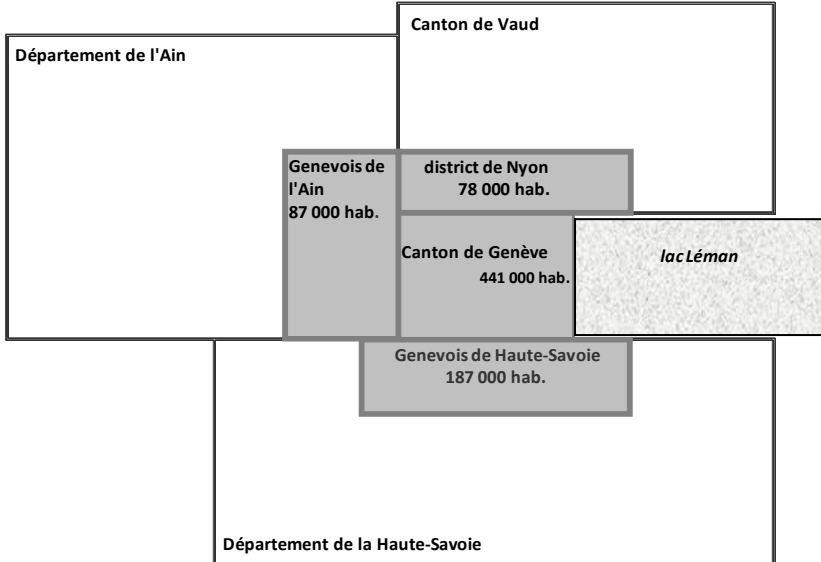 Canton de Vaud
Département de l'Ain
Genevois de
l'Ain
87 000 hab.
district de Nyon
78 000 hab.
Canton de Genève
441 000 hab.
lac Léman
Genevois de Haute-Savoie
187 000 hab.
Département de la Haute-Savoie